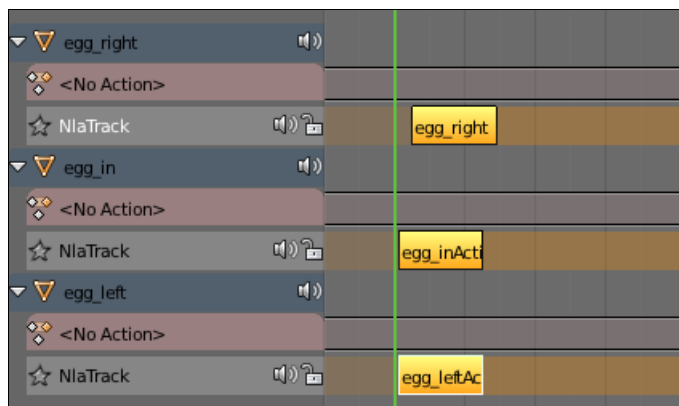 egg_right
<No Action>
NlaTrack egg_right
egg_in
<No Action>
NlaTrack egg_inActi
egg_left
<No Action>
NlaTrack egg_leftAc